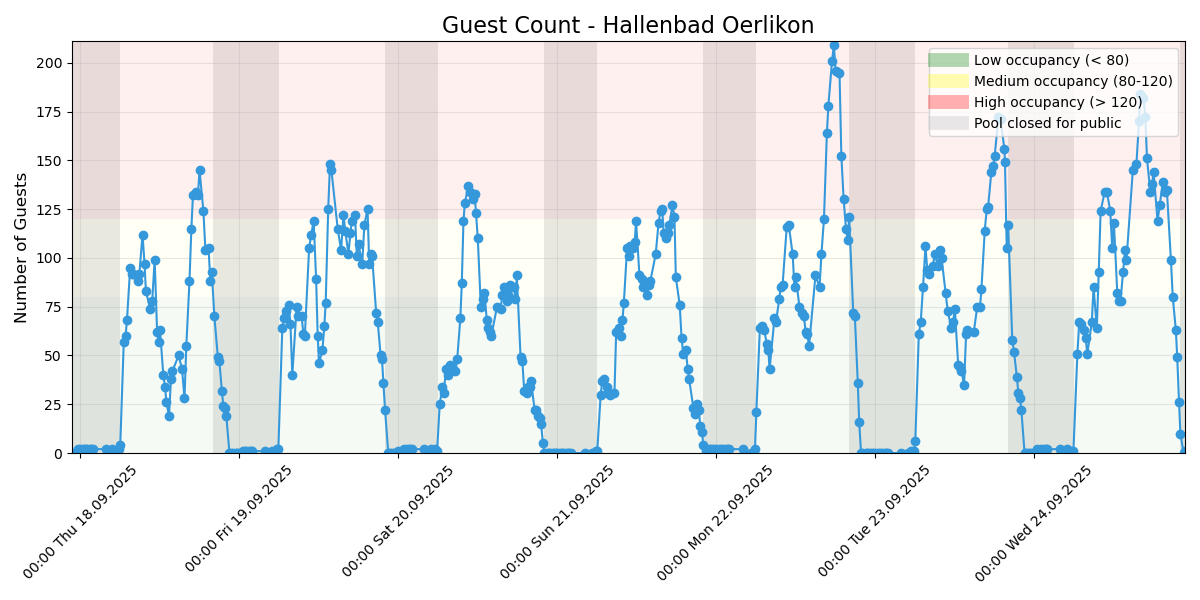 Guest Count - Hallenbad Oerlikon
Number of Guests
200
175
150
125
100
75
50
25
0
Low occupancy (< 80)
Medium occupancy (80-120)
High occupancy (> 120)
Pool closed for public
00:00 Thu 18.09.2025
00:00 Fri 19.09.2025
00:00 Sat 20.09.2025
00:00 Sun 21.09.2025
00:00 Mon 22.09.2025
00:00 Tue 23.09.2025
00:00 Wed 24.09.2025